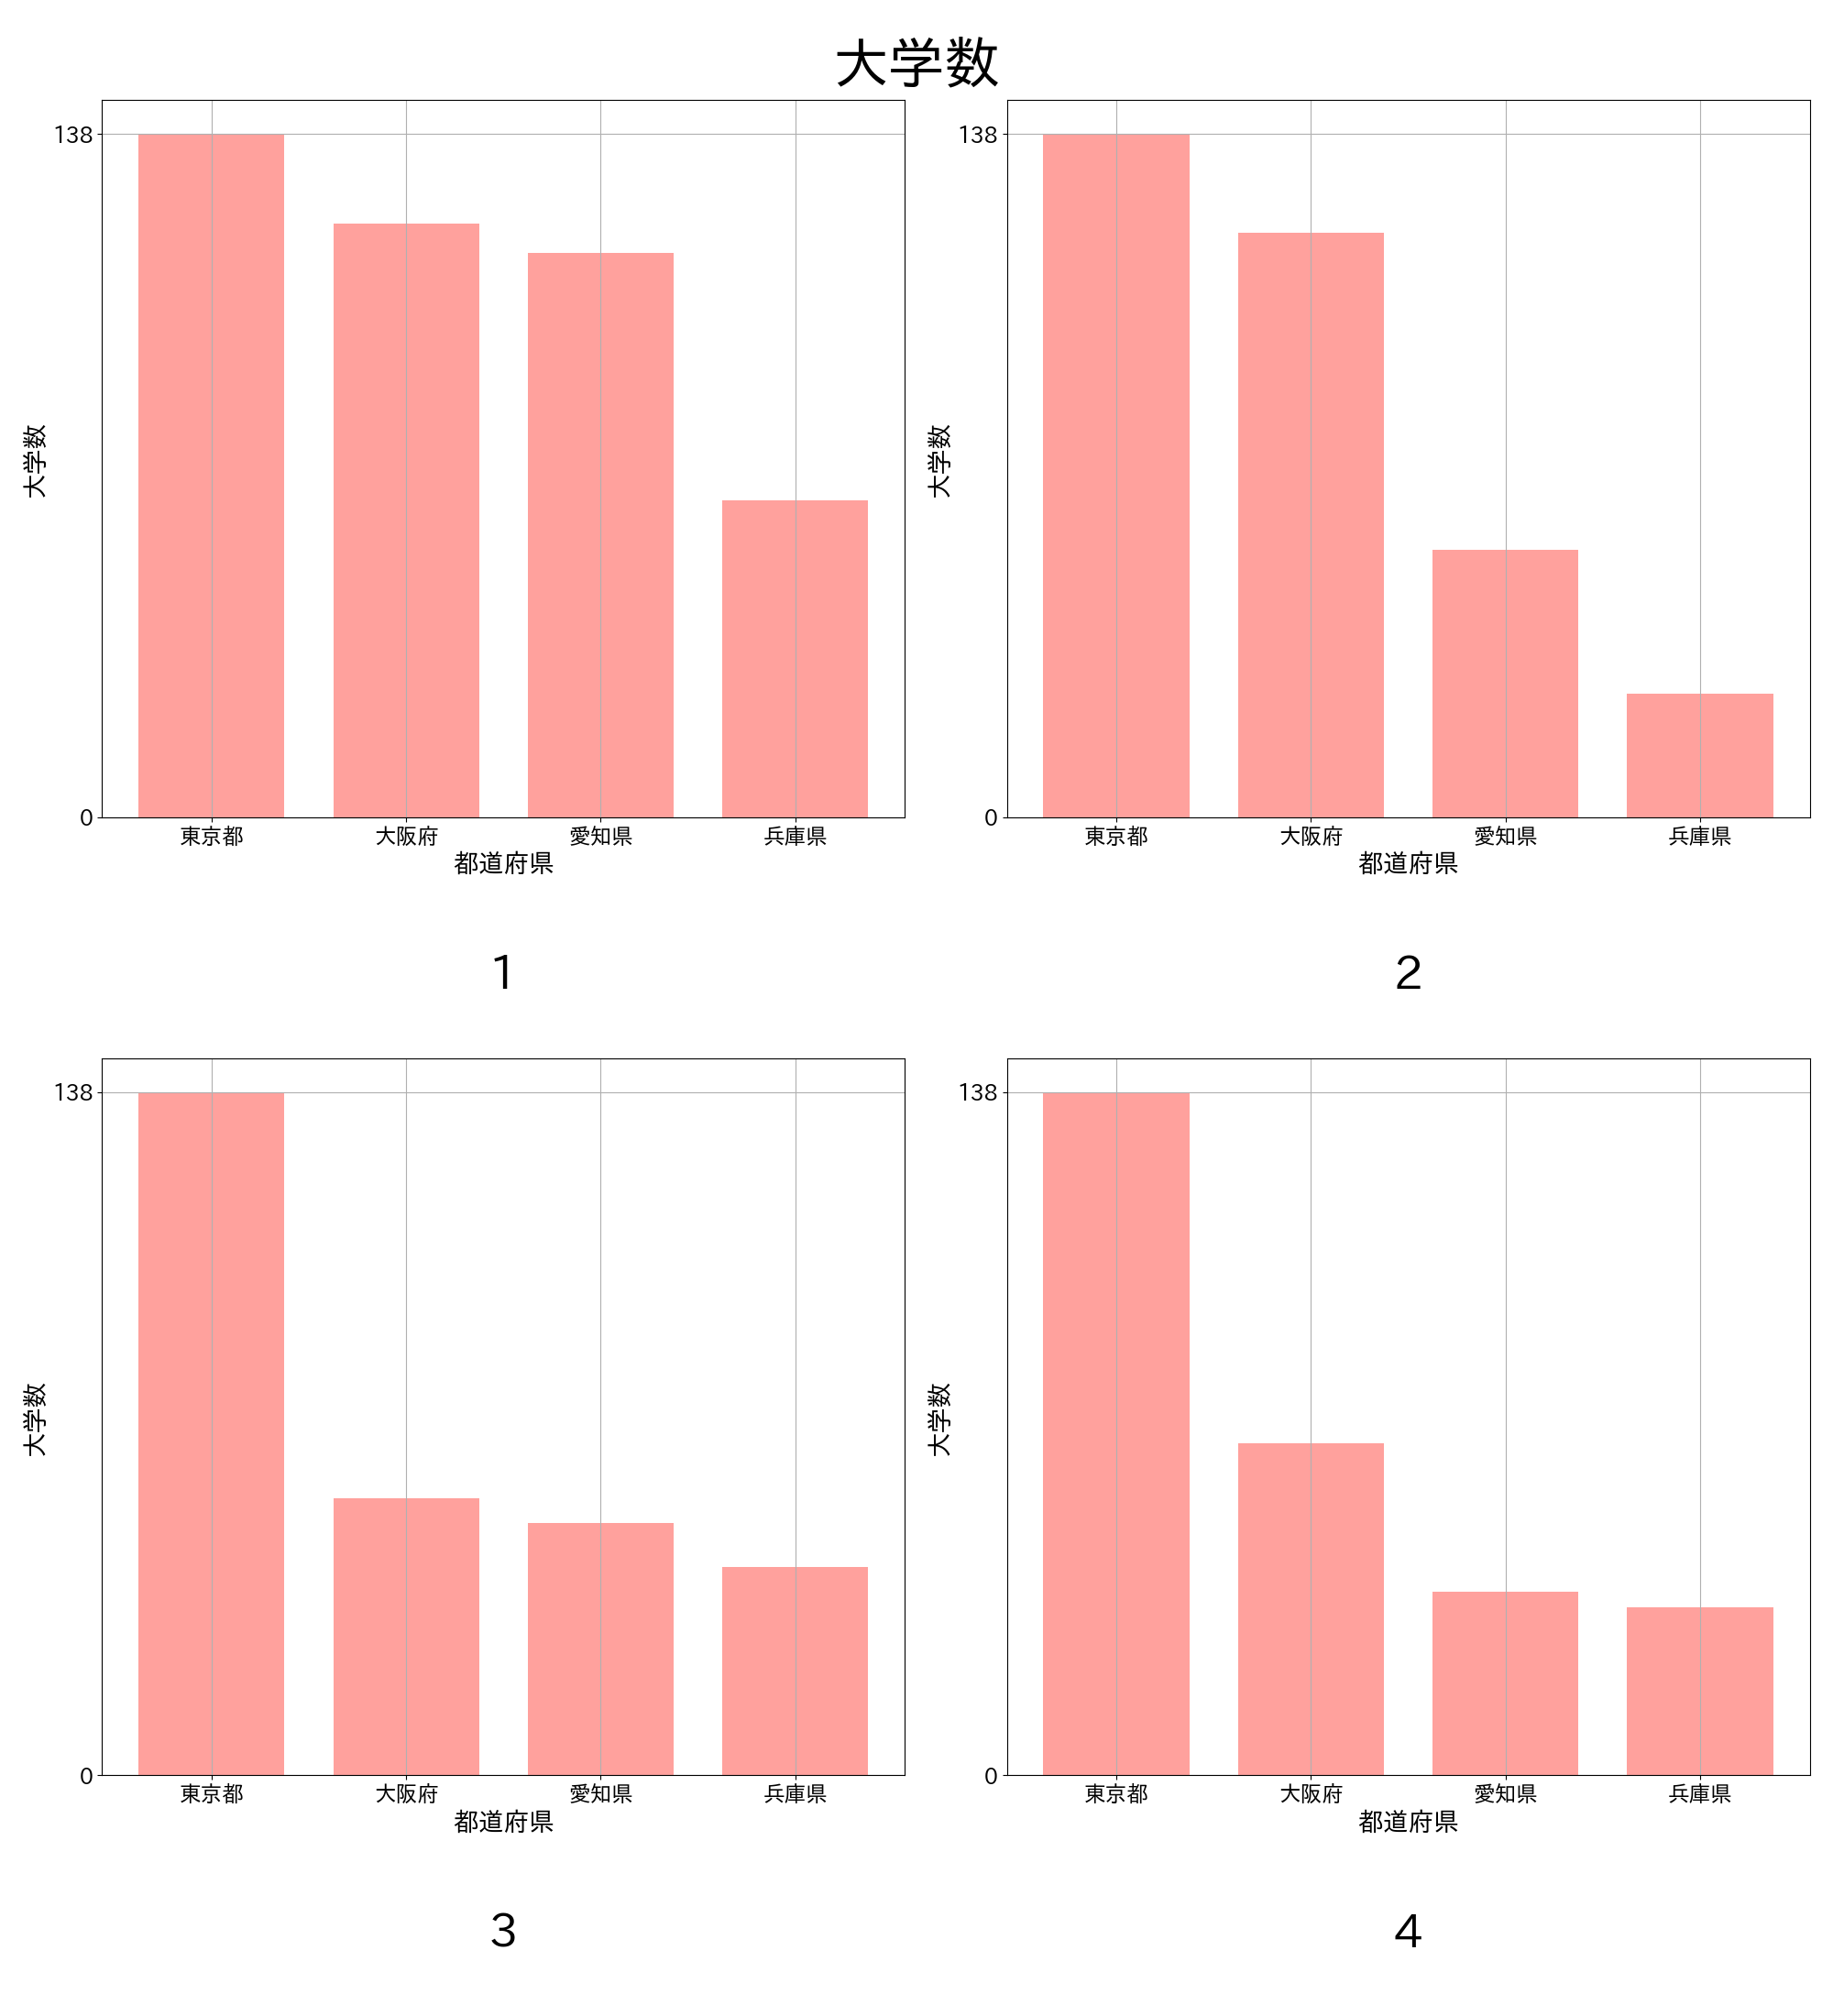 大学数
138
0
大学数
東京都 大阪府 愛知県 兵庫県
都道府県
1
138
0
大学数
東京都 大阪府 愛知県 兵庫県
都道府県
2
138
0
大学数
東京都 大阪府 愛知県 兵庫県
都道府県
3
138
0
大学数
東京都 大阪府 愛知県 兵庫県
都道府県
4